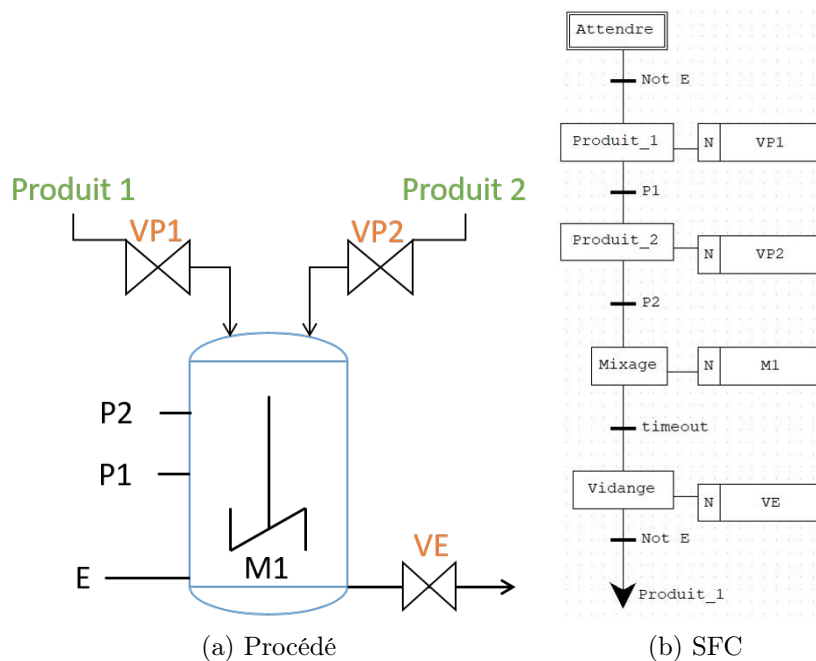 Produit 1
Produit 2
VP1
VP2
P2
P1
E
M1
VE
(a) Procédé
Attendre
Not E
Produit_1
N
VP1
P1
Produit_2
N
VP2
P2
Mixage
N
M1
timeout
Vidange
N
VE
Not E
Produit_1
(b) SFC